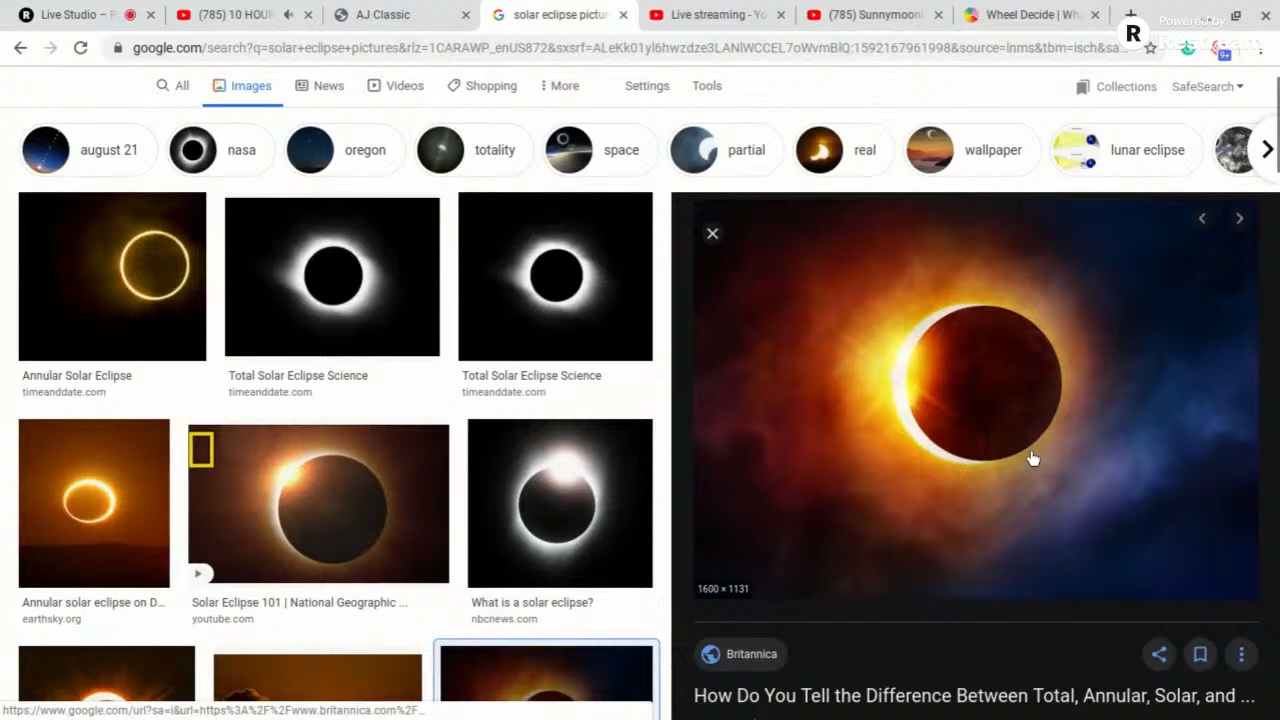 Live Studio – R
(785) 10 HOUR
AJ Classic
solar eclipse pictu
Live streaming - Yo
(785) Sunnymoon
Wheel Decide | Wh
Powered by
Restream
R
google.com/search?q=solar+eclipse+pictures&rlz=1CARAWP_enUS872&sxsrf=ALeKk01yl6hwzdze3LANlWCCEL7oWvmBlQ:1592167961998&source=lnms&tbm=isch&sa...
9+
All
Images
News
Videos
Shopping
More
Settings
Tools
Collections
SafeSearch
august 21
nasa
oregon
totality
space
partial
real
wallpaper
lunar eclipse
Annular Solar Eclipse
timeanddate.com
Total Solar Eclipse Science
timeanddate.com
Total Solar Eclipse Science
timeanddate.com
Annular solar eclipse on D...
earthsky.org
Solar Eclipse 101 | National Geographic ...
youtube.com
What is a solar eclipse?
nbcnews.com
1600 × 1131
Britannica
How Do You Tell the Difference Between Total, Annular, Solar, and ...
https://www.google.com/url?sa=i&url=https%3A%2F%2Fwww.britannica.com%2F...